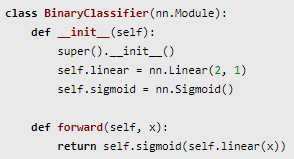 class BinaryClassifier(nn.Module):
    def __init__(self):
        super().__init__()
        self.linear = nn.Linear(2, 1)
        self.sigmoid = nn.Sigmoid()

    def forward(self, x):
        return self.sigmoid(self.linear(x))